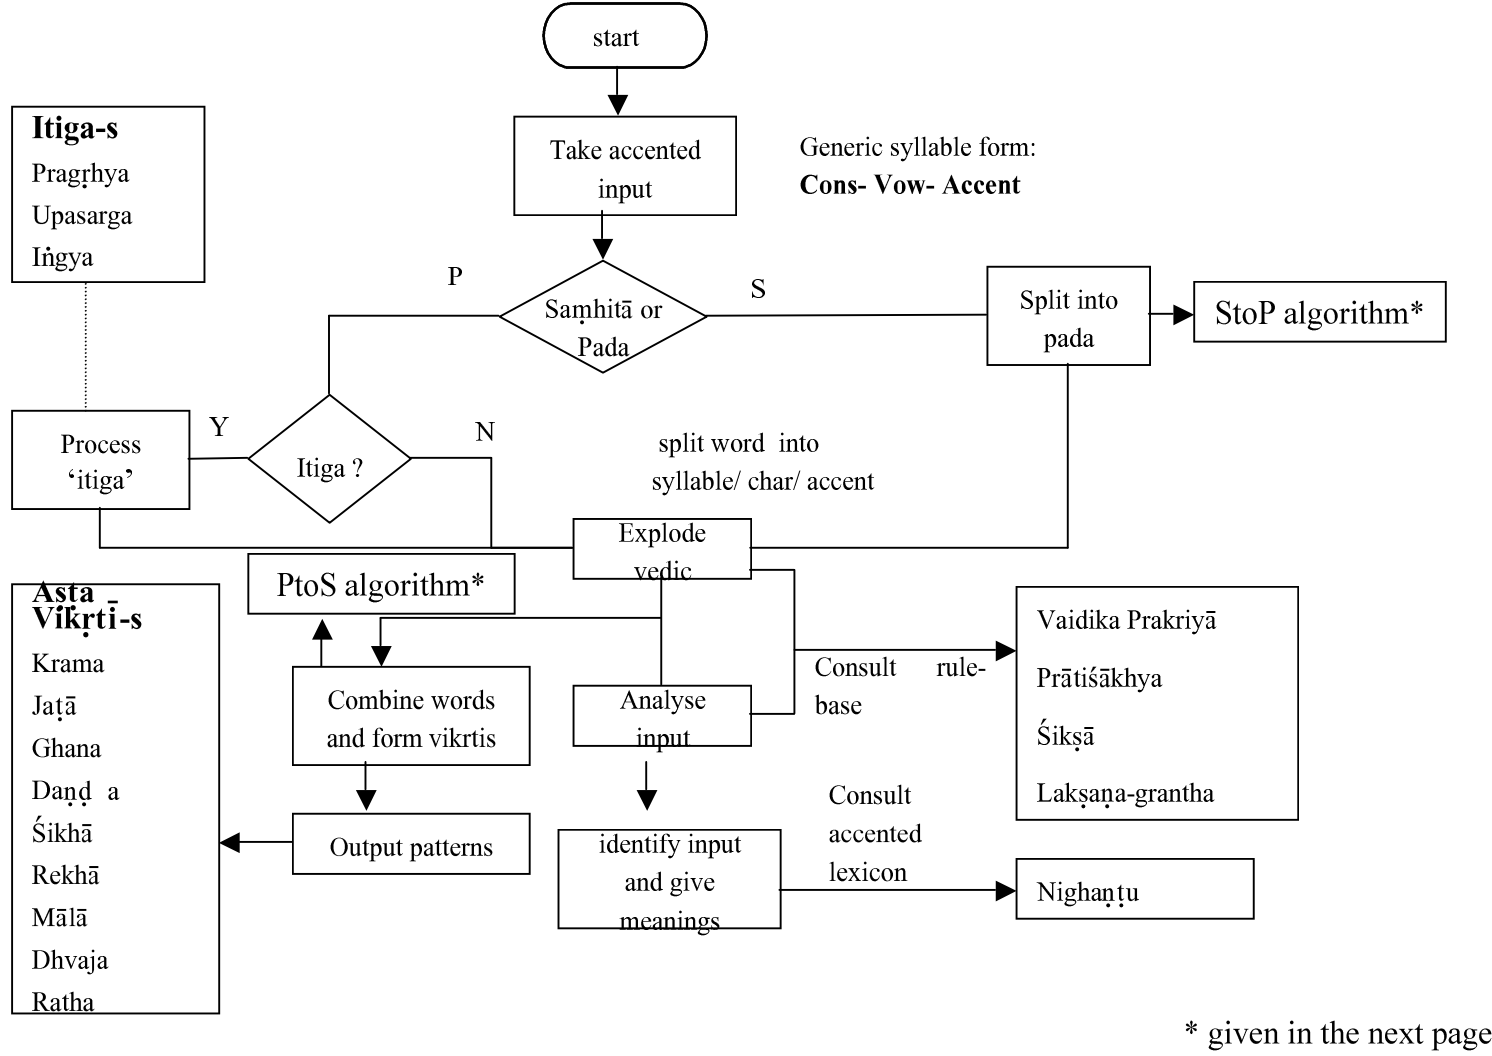 start
Take accented
input
Generic syllable form:
Cons- Vow- Accent
Itiga-s
Pragṛhya
Upasarga
Iṅgya
P
S
Saṃhitā or
Pada
Split into
pada
StoP algorithm*
Process
‘itiga’
Y
Itiga ?
N
split word into
syllable/ char/ accent
Explode
vedic
PtoS algorithm*
Aṣṭa
Vikṛti-s
Krama
Jaṭā
Ghana
Daṇḍ a
Śikhā
Rekhā
Mālā
Dhvaja
Ratha
Combine words
and form vikrtis
Output patterns
Analyse
input
Consult rule-
base
Vaidika Prakriyā
Prātiśākhya
Śikṣā
Lakṣaṇa-grantha
identify input
and give
meanings
Consult
accented
lexicon
Nighaṇṭu
* given in the next page